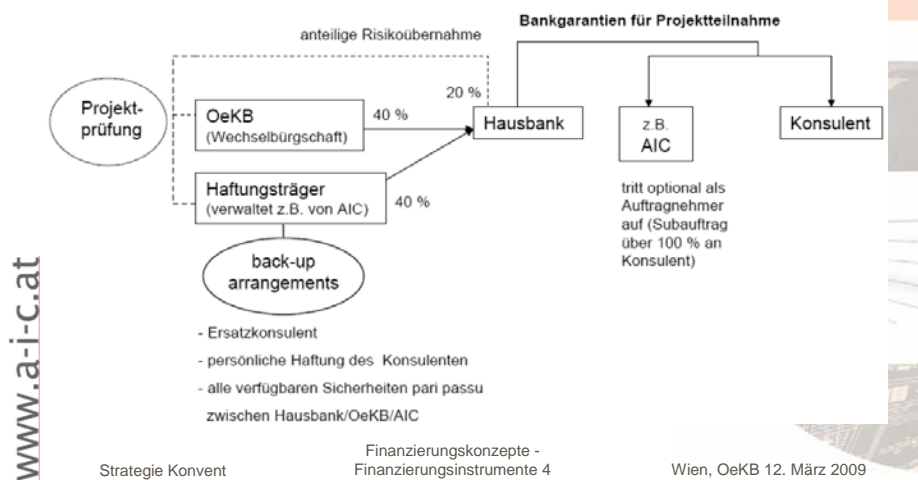 Bankgarantien für Projektteilnahme
anteilige Risikoübernahme
Projekt-
prüfung
OeKB
(Wechselbürgschaft)
40 %
20 %
Hausbank
z.B.
AIC
Konsulent
Haftungsträger
(verwaltet z.B. von AIC)
40 %
tritt optional als
Auftragnehmer
auf (Subauftrag
über 100 % an
Konsulent)
back-up
arrangements
- Ersatzkonsulent
- persönliche Haftung des Konsulenten
- alle verfügbaren Sicherheiten pari passu
zwischen Hausbank/OeKB/AIC
www.a-i-c.at
Strategie Konvent
Finanzierungskonzepte -
Finanzierungsinstrumente 4
Wien, OeKB 12. März 2009